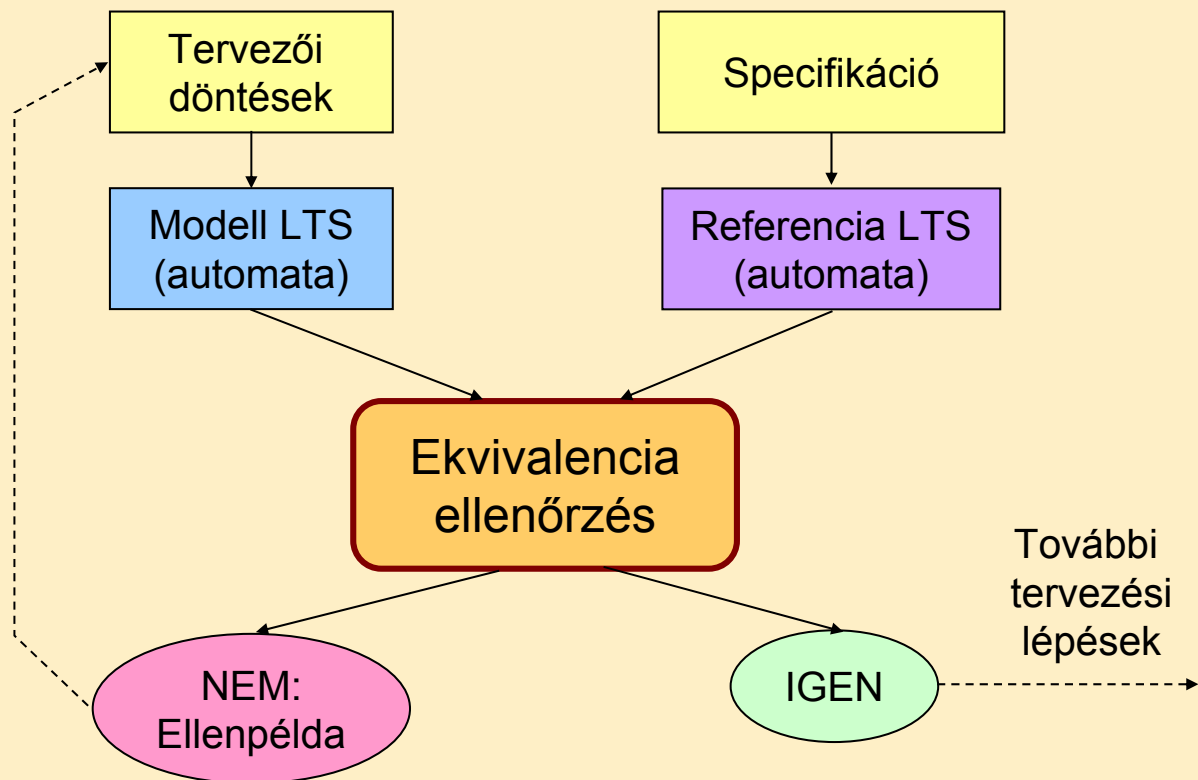 Tervezői
döntések
Specifikáció
Modell LTS
(automata)
Referencia LTS
(automata)
Ekvivalencia
ellenőrzés
NEM:
Ellenpélda
IGEN
További
tervezési
lépések